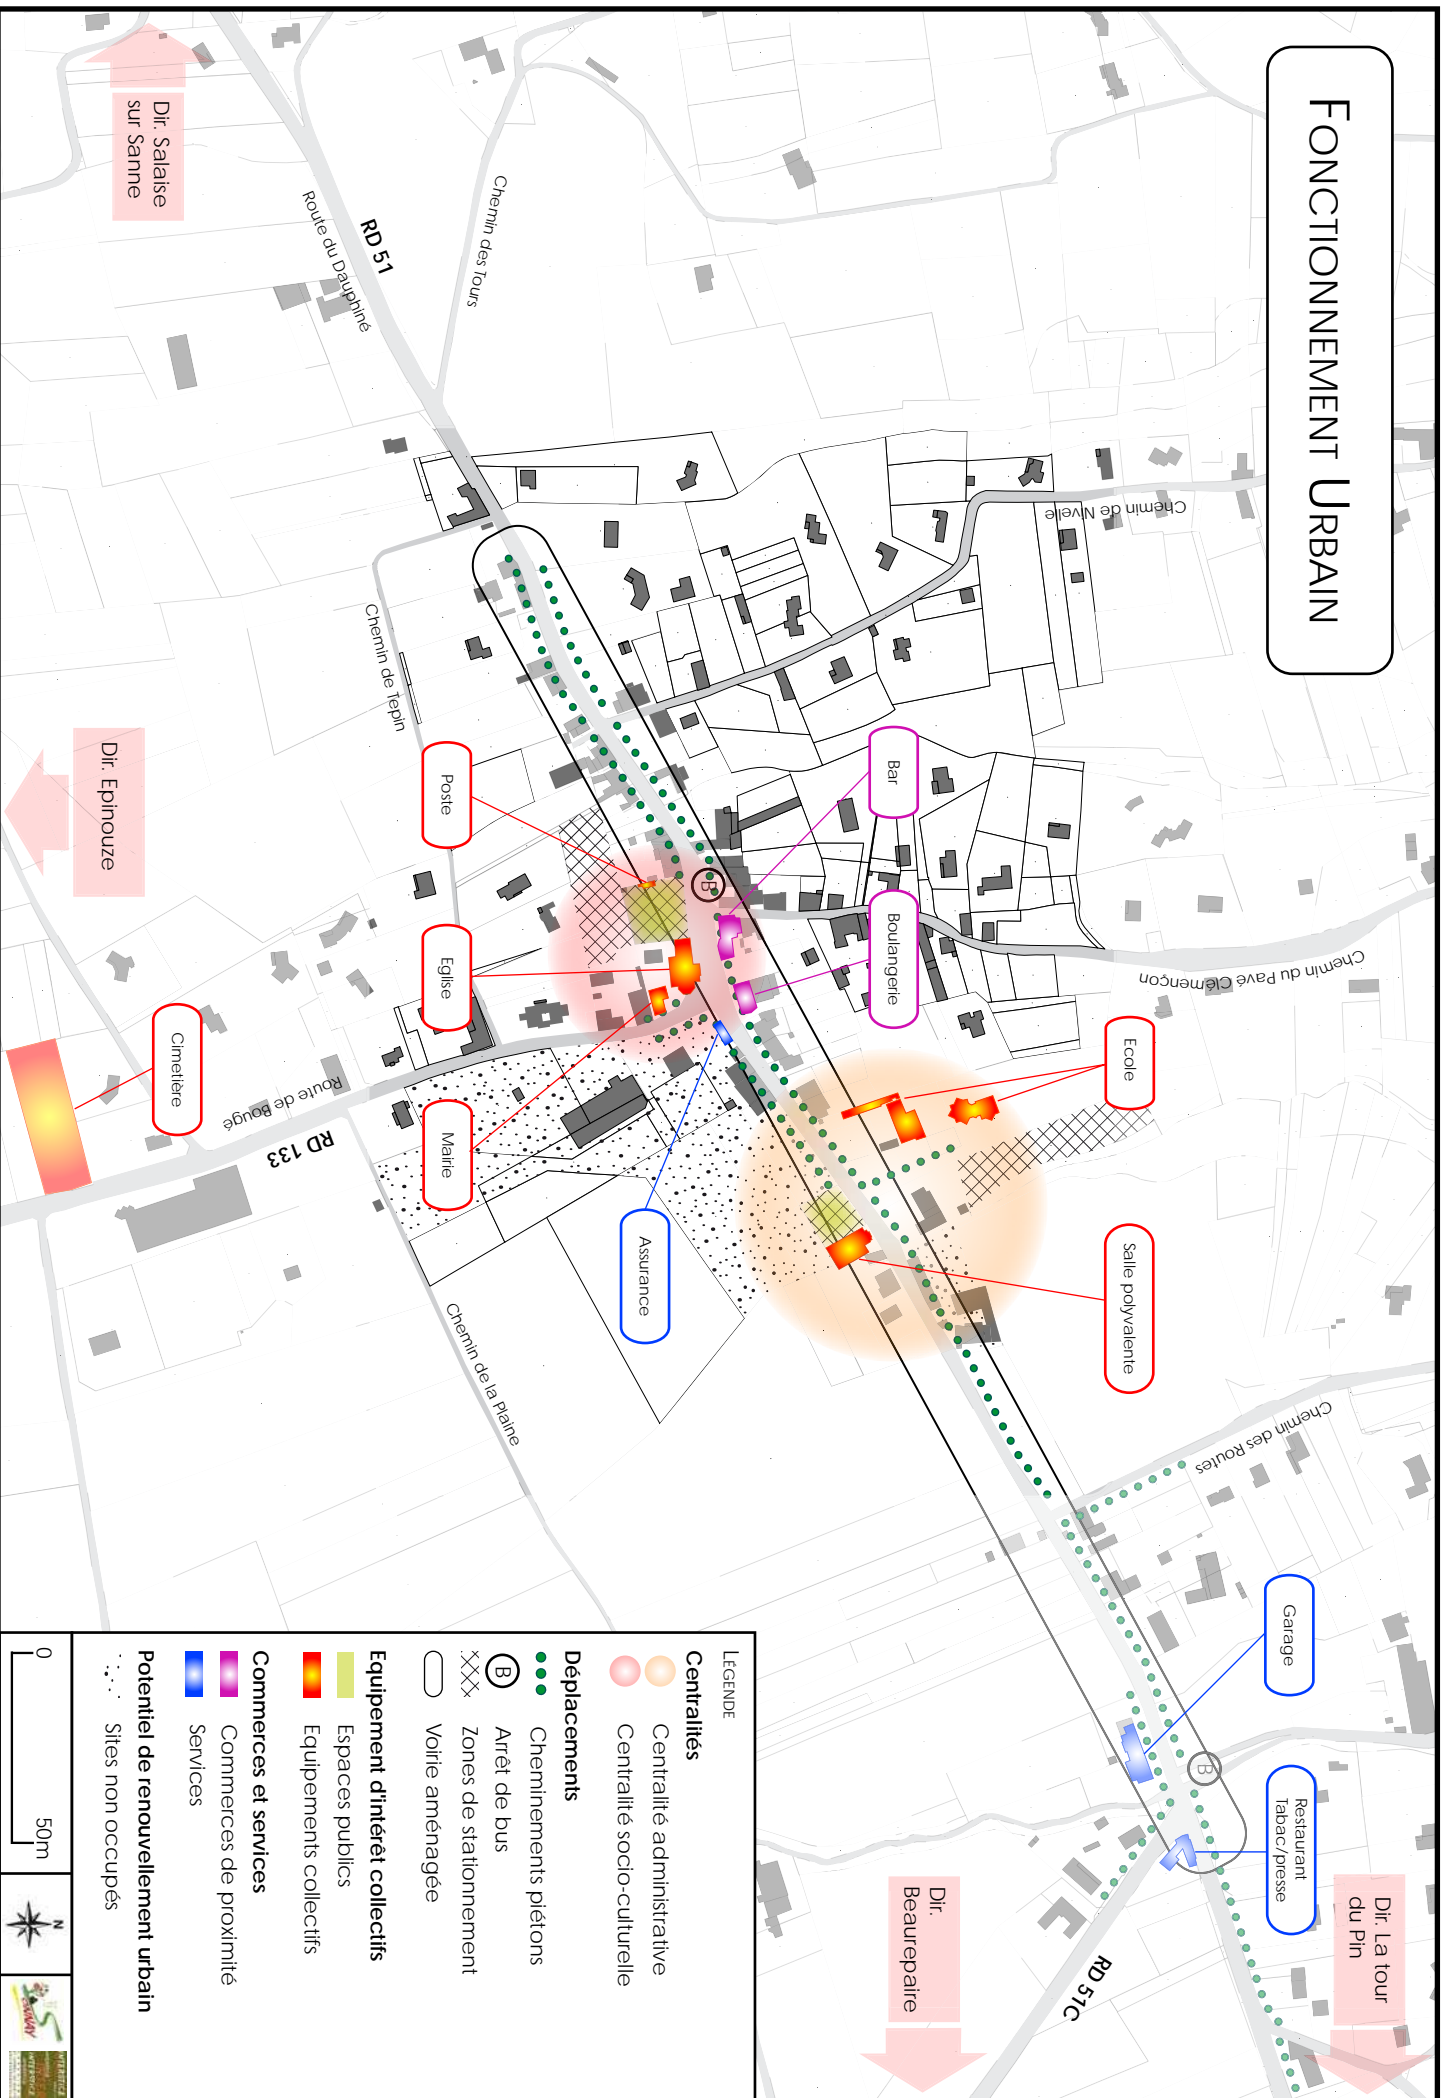 FONCTIONNEMENT URBAIN
Dir. Salaise
sur Sanne
RD 51
Route du Dauphiné
Chemin des Tours
Chemin de Nivelle
Chemin de Tepin
Dir. Epinouze
Poste
Bar
Boulangerie
Eglise
Mairie
Cimetière
Route de Bougé
RD 133
Assurance
Ecole
Salle polyvalente
Chemin du Pavé Clémençon
Chemin de la Plaine
Chemin des Routes
B
Garage
B
Restaurant
Tabac/presse
Dir. La tour
du Pin
Dir.
Beaurepaire
RD 51C
LÉGENDE
Centralités
Centralité administrative
Centralité socio-culturelle
Déplacements
Cheminements piétons
B Arrêt de bus
Zones de stationnement
Voirie aménagée
Equipement d'intérêt collectifs
Espaces publics
Equipements collectifs
Commerces et services
Commerces de proximité
Services
Potentiel de renouvellement urbain
Sites non occupés
0 50m
N